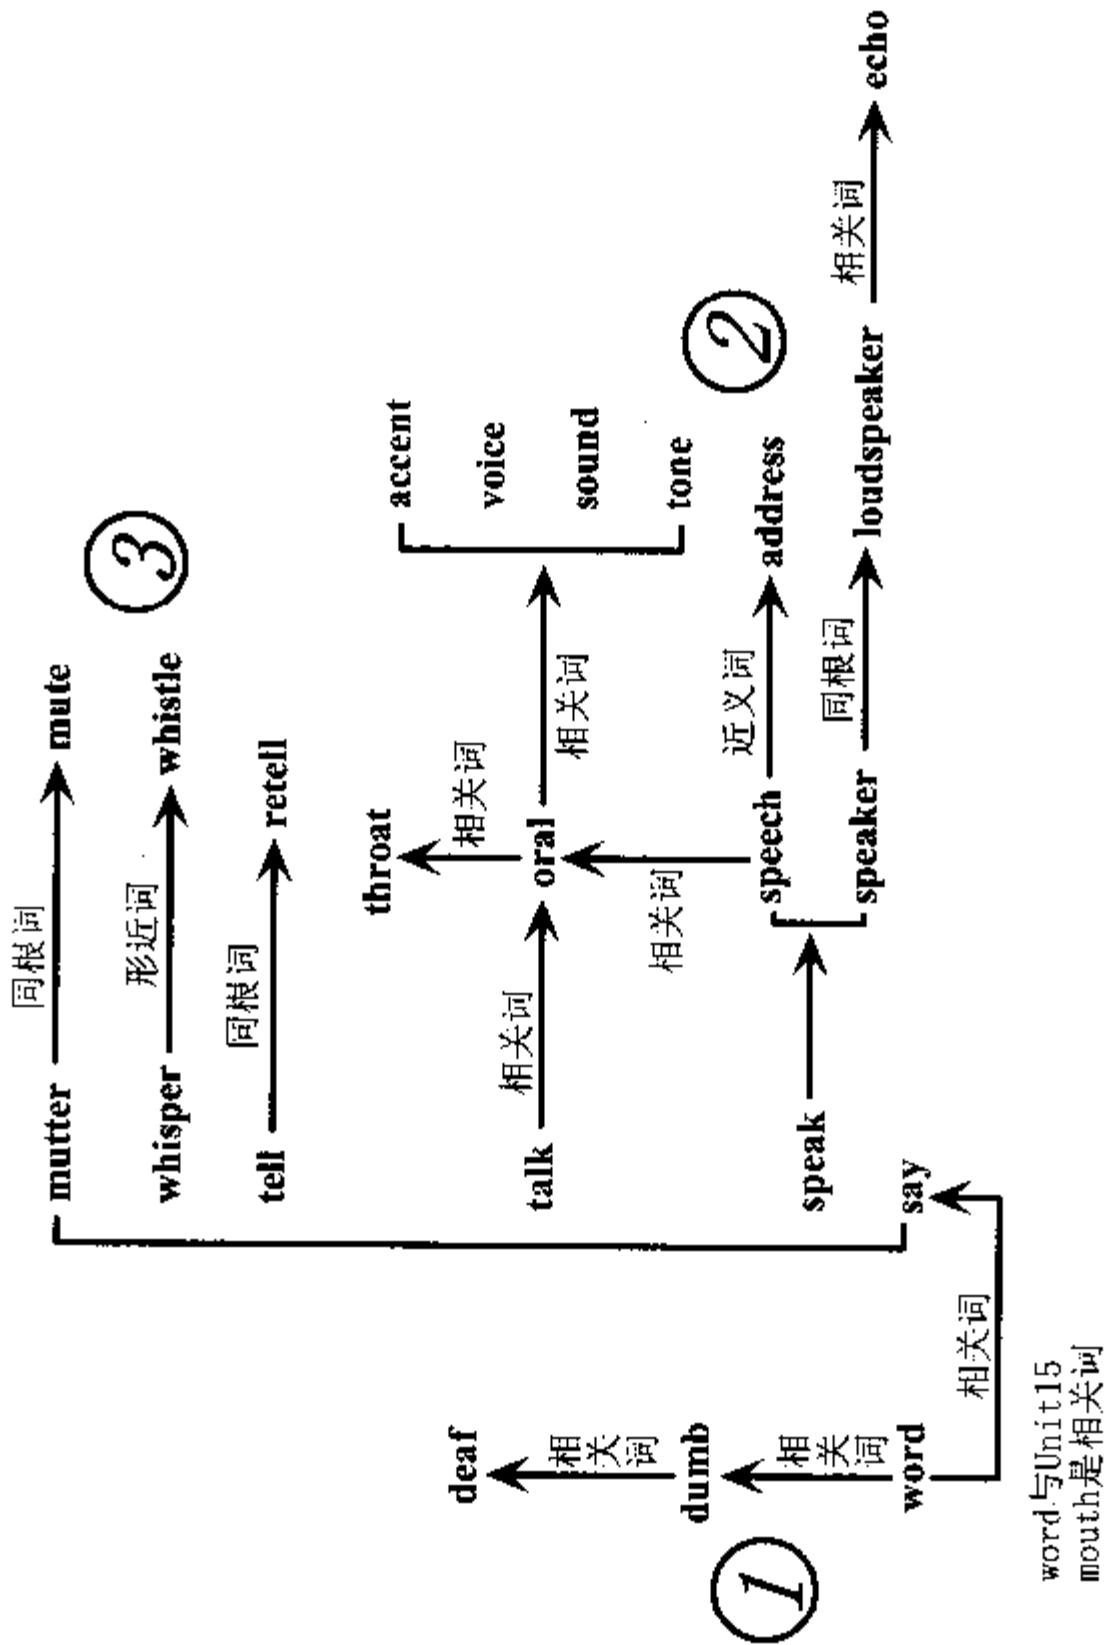 mutter
同根词
mute
whisper
形近词
whistle
3
tell
同根词
retell
throat
相关词
talk
相关词
oral
相关词
accent
voice
sound
tone
相关词
2
speak
speech
近义词
address
speaker
同根词
loudspeaker
相关词
echo
say
deaf
相关词
dumb
相关词
word
相关词
1
word与Unit15
mouth是相关词